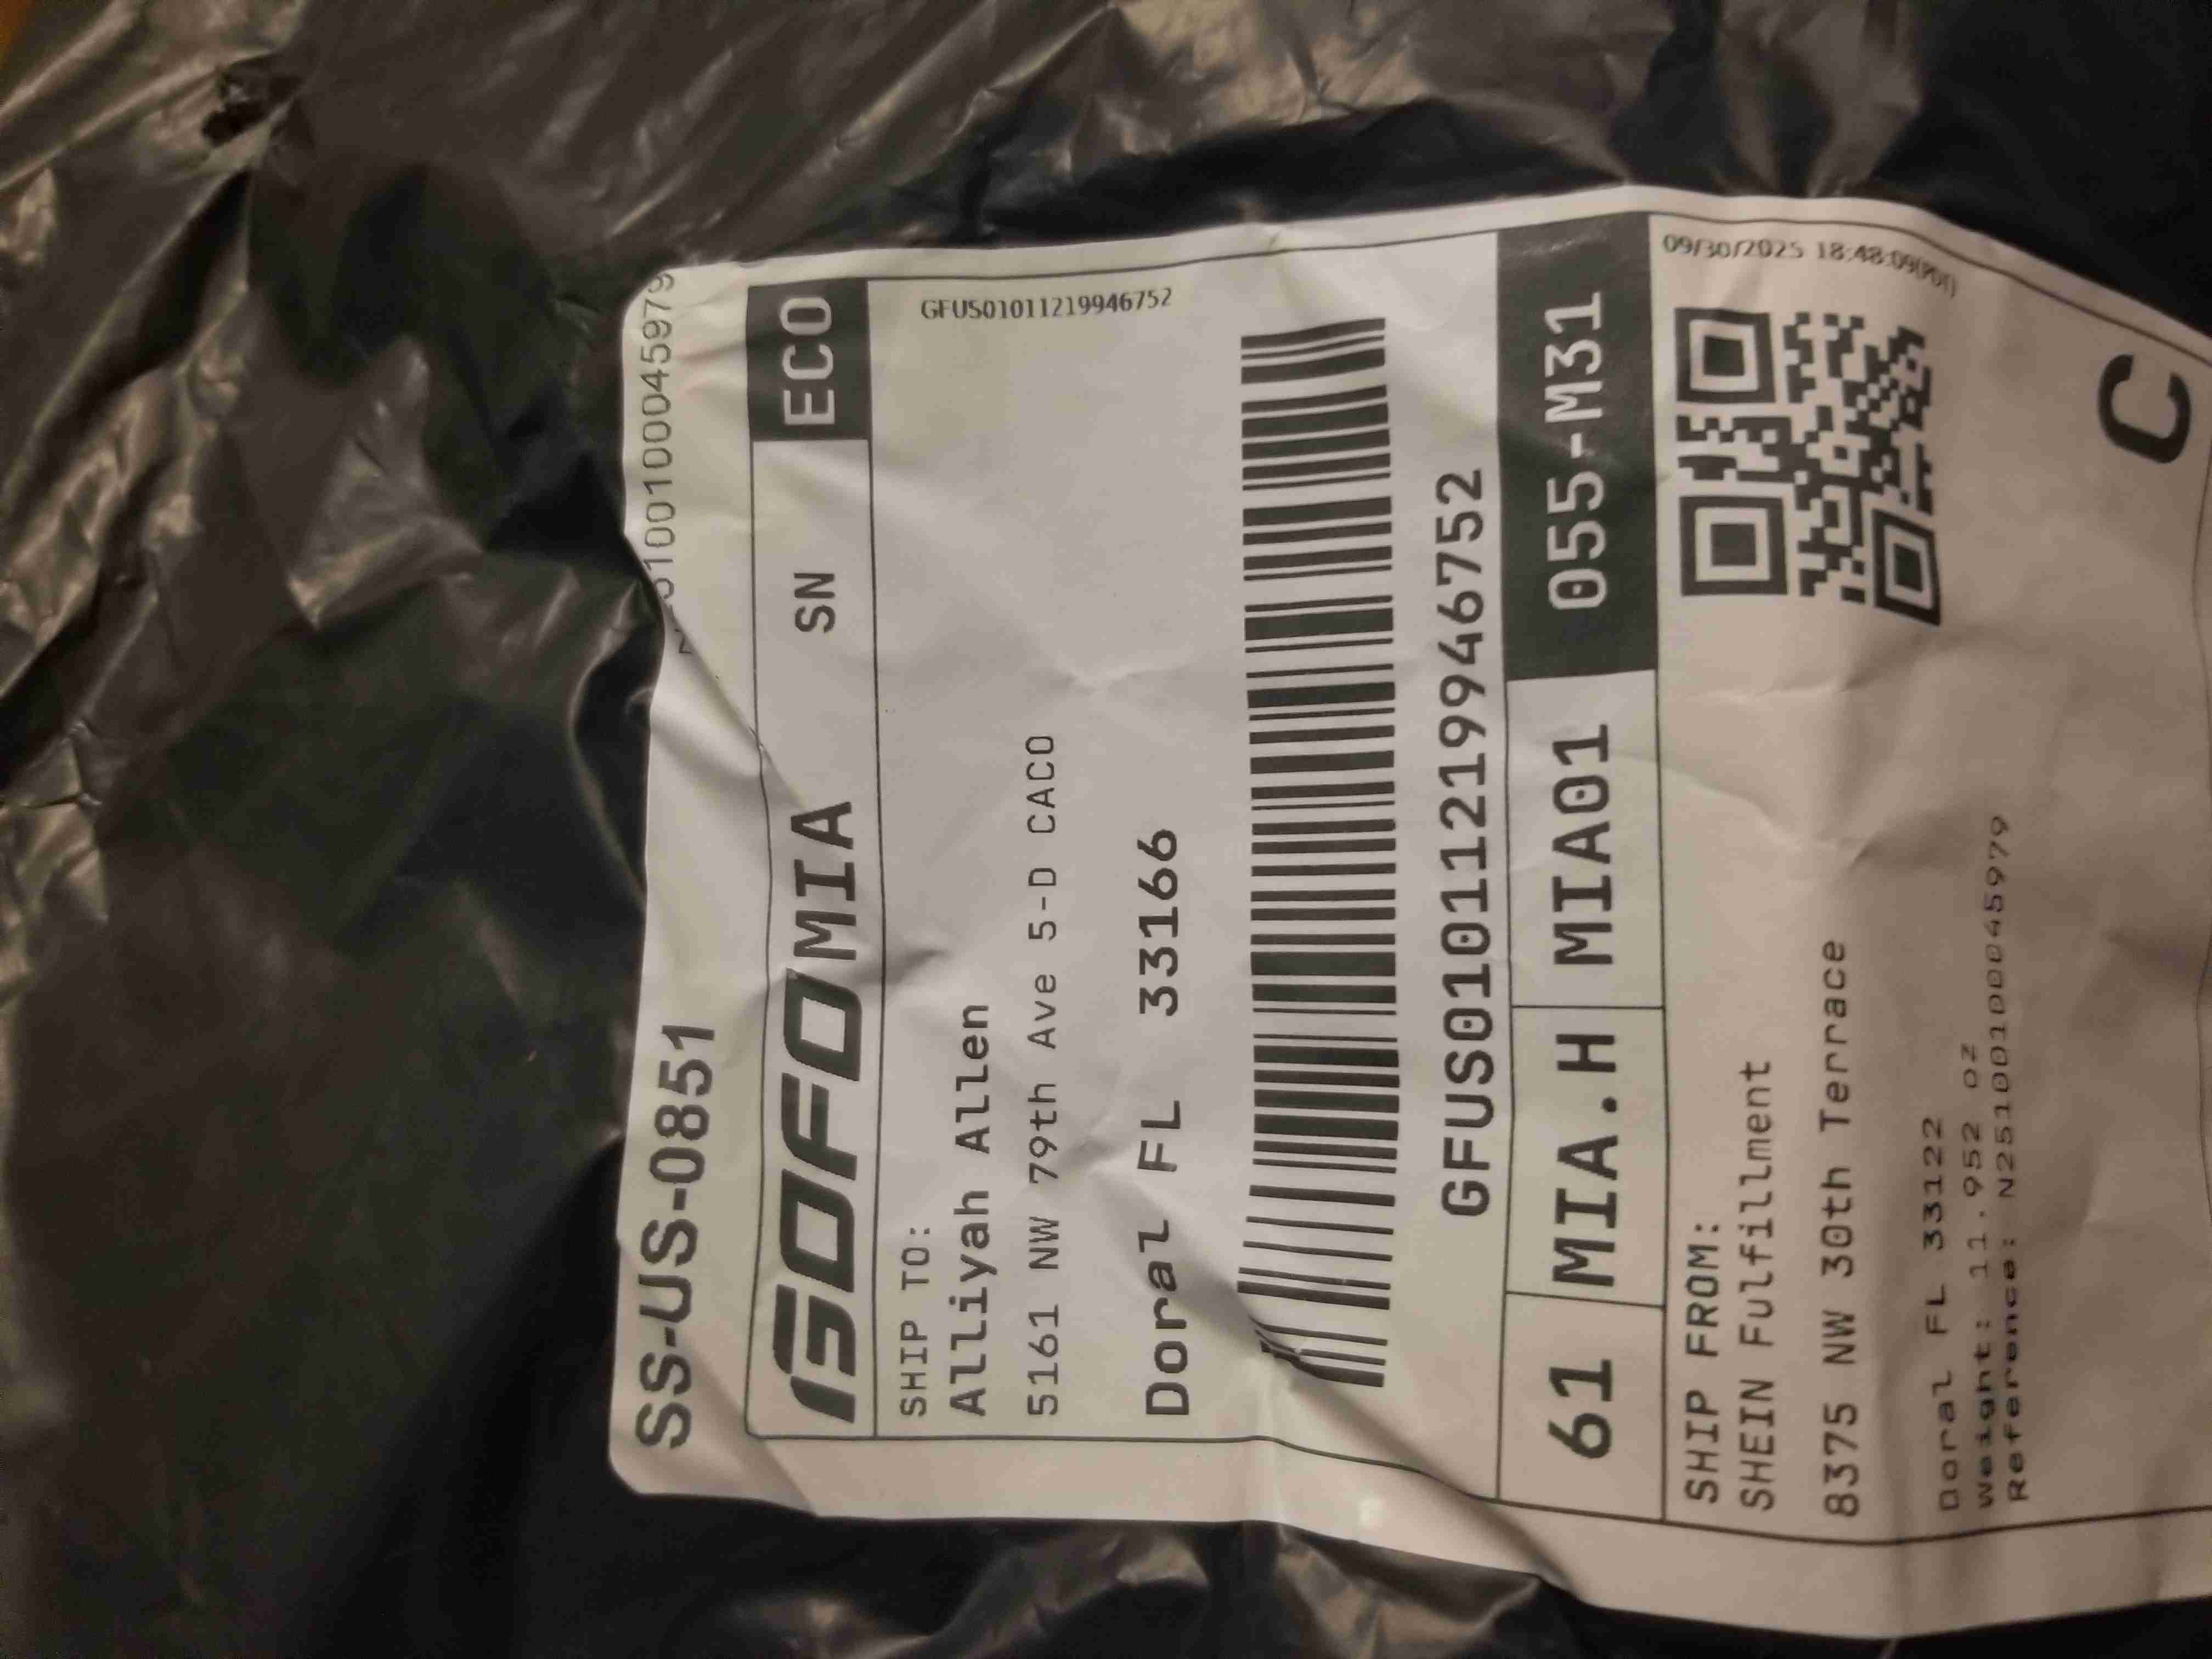 SS-US-0851
5100100045979
GOFO MIA SN ECO
SHIP TO:
Alliyah Allen
5161 NW 79th Ave 5-D CACO
Doral FL 33166
GFUS01011219946752
GFUS01011219946752
61 MIA.H MIA01 055-M31
SHIP FROM:
SHEIN Fulfillment
8375 NW 30th Terrace
Doral FL 33122
Weight: 11.952 oz
Reference: N25100100045979
09/30/2025 18:48:09
C